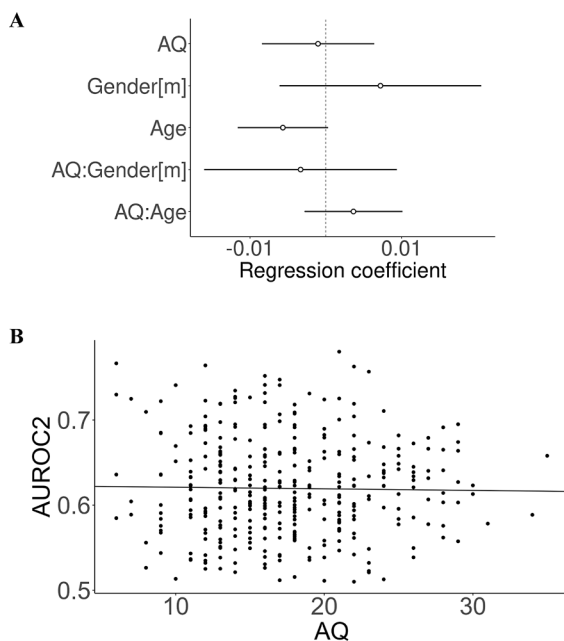 A
AQ
Gender[m]
Age
AQ:Gender[m]
AQ:Age
-0.01 0.01
Regression coefficient
B
AUROC2
0.7
0.6
0.5
10 20 30
AQ